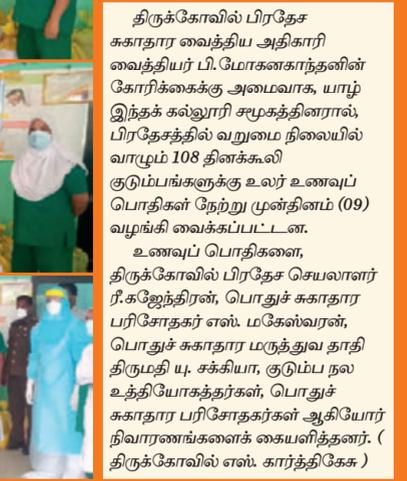 திருக்கோவில் பிரதேச
சுகாதார வைத்திய அதிகாரி
வைத்தியர் பி.மோகனகாந்தனின்
கோரிக்கைக்கு அமைவாக, யாழ்
இந்தக் கல்லூரி சமூகத்தினரால்,
பிரதேசத்தில் வறுமை நிலையில்
வாழும் 108 தினக்கூலி
குடும்பங்களுக்கு உலர் உணவுப்
பொதிகள் நேற்று முன்தினம் (09)
வழங்கி வைக்கப்பட்டன.
உணவுப் பொதிகளை,
திருக்கோவில் பிரதேச செயலாளர்
ரீ.கஜேந்திரன், பொதுச் சுகாதார
பரிசோதகர் எஸ். மகேஸ்வரன்,
பொதுச் சுகாதார மருத்துவ தாதி
திருமதி யு. சக்கியா, குடும்ப நல
உத்தியோகத்தர்கள், பொதுச்
சுகாதார பரிசோதகர்கள் ஆகியோர்
நிவாரணங்களைக் கையளித்தனர். (
திருக்கோவில் எஸ். கார்த்திகேசு )